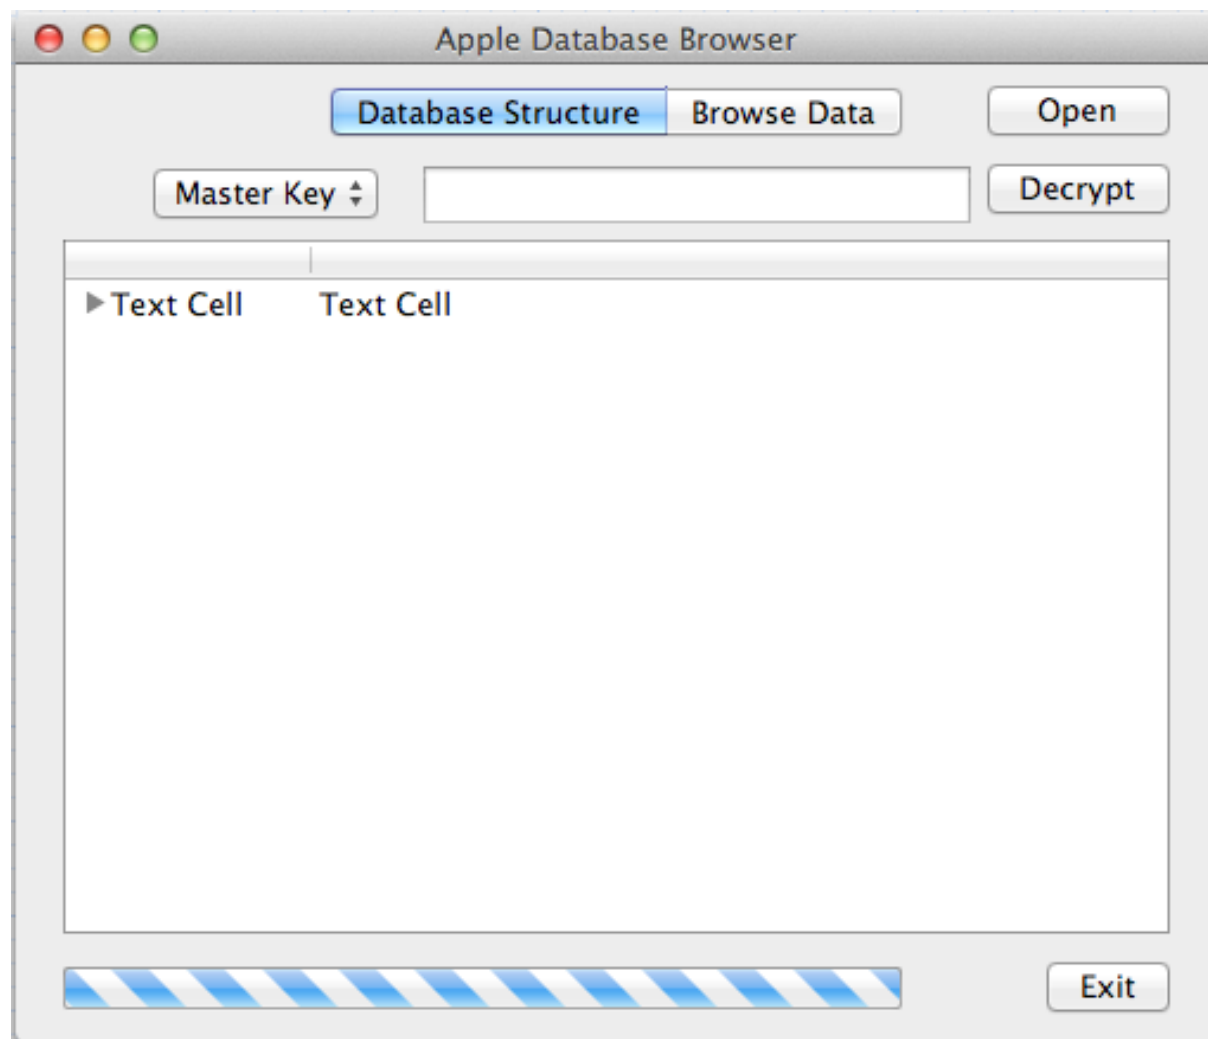 Apple Database Browser
Database Structure Browse Data Open
Master Key Decrypt
Text Cell Text Cell
Exit